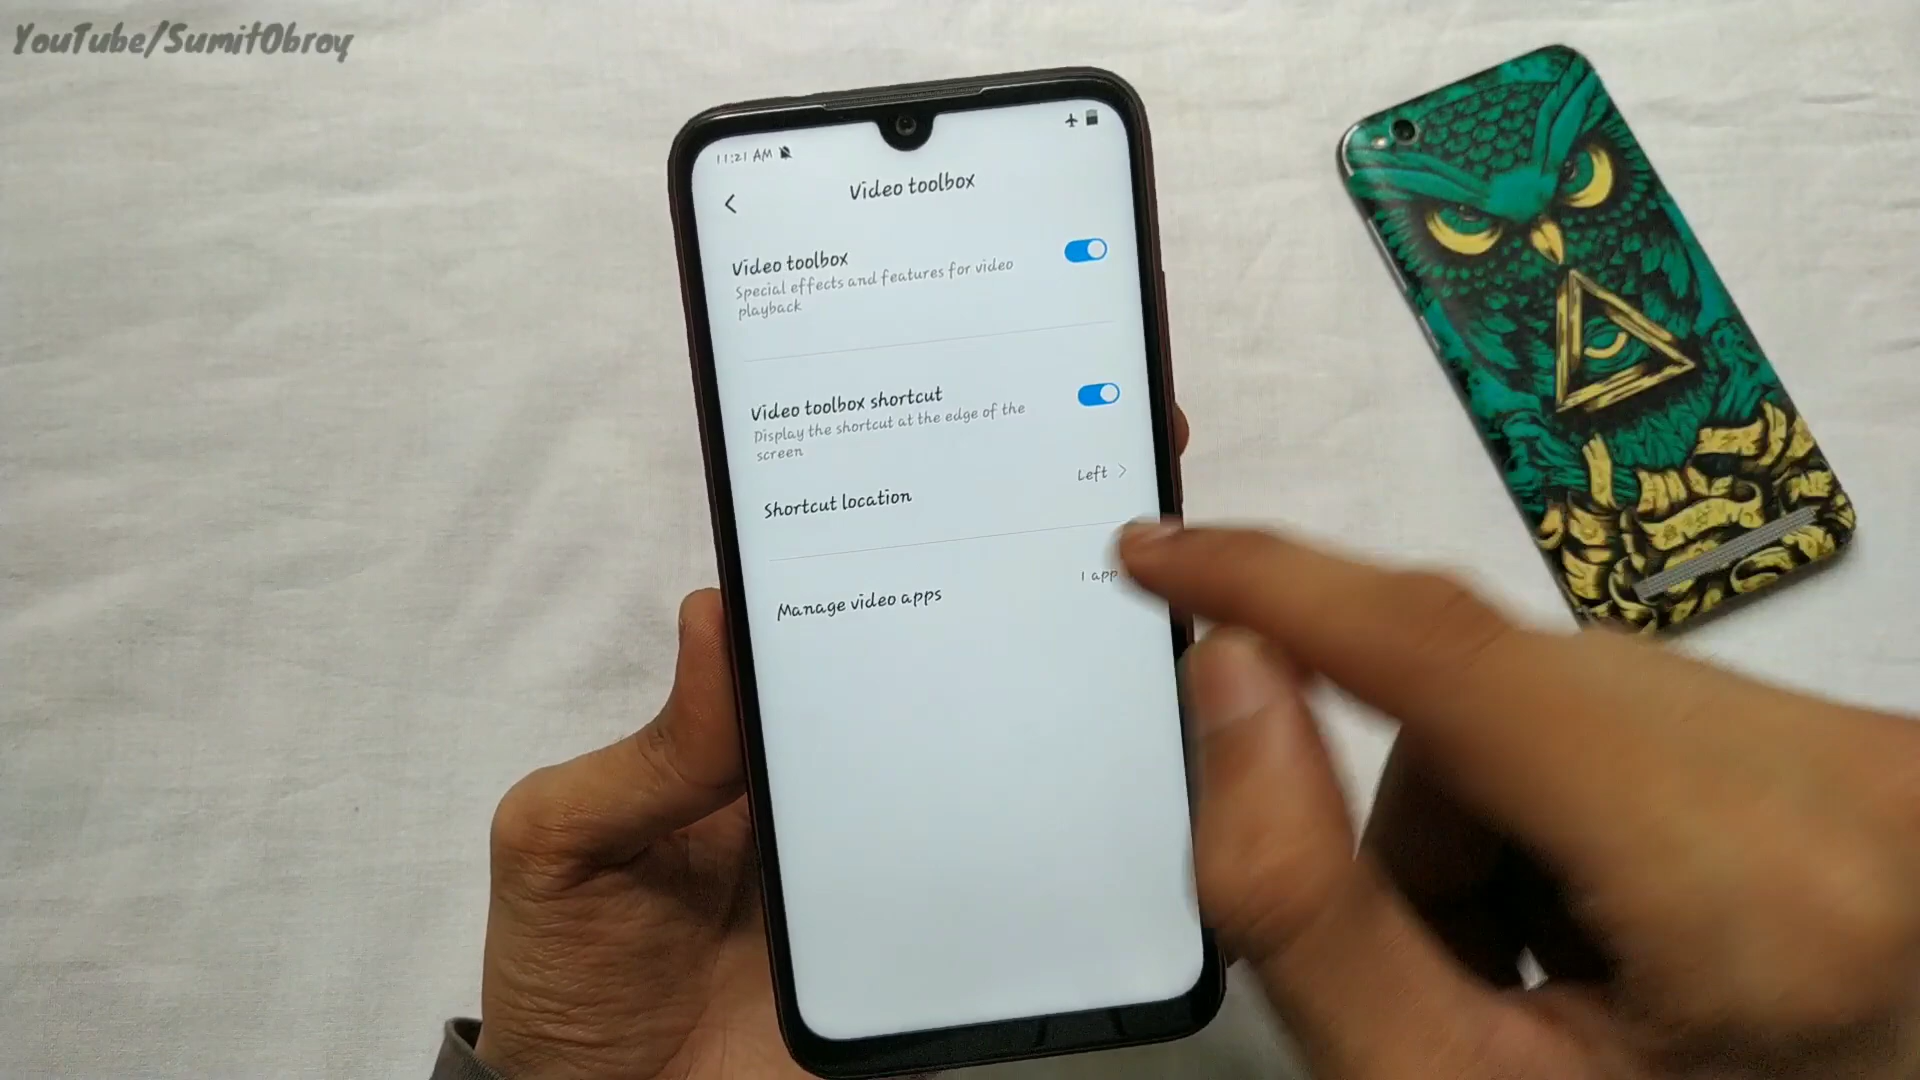 YouTube/SumitObroy
11:21 AM
Video toolbox
Video toolbox
Special effects and features for video
playback
Video toolbox shortcut
Display the shortcut at the edge of the
screen
Left
Shortcut location
1 app
Manage video apps